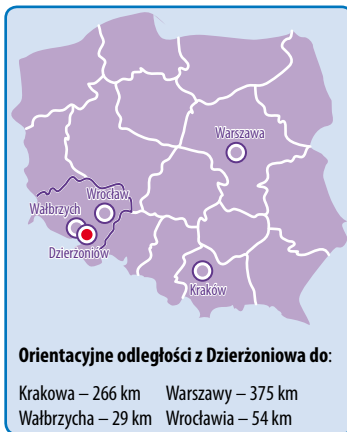 Warszawa
Wrocław
Wałbrzych
Dzierżoniów
Kraków
Orientacyjne odległości z Dzierżoniowa do:
Krakowa – 266 km Warszawy – 375 km
Wałbrzycha – 29 km Wrocławia – 54 km